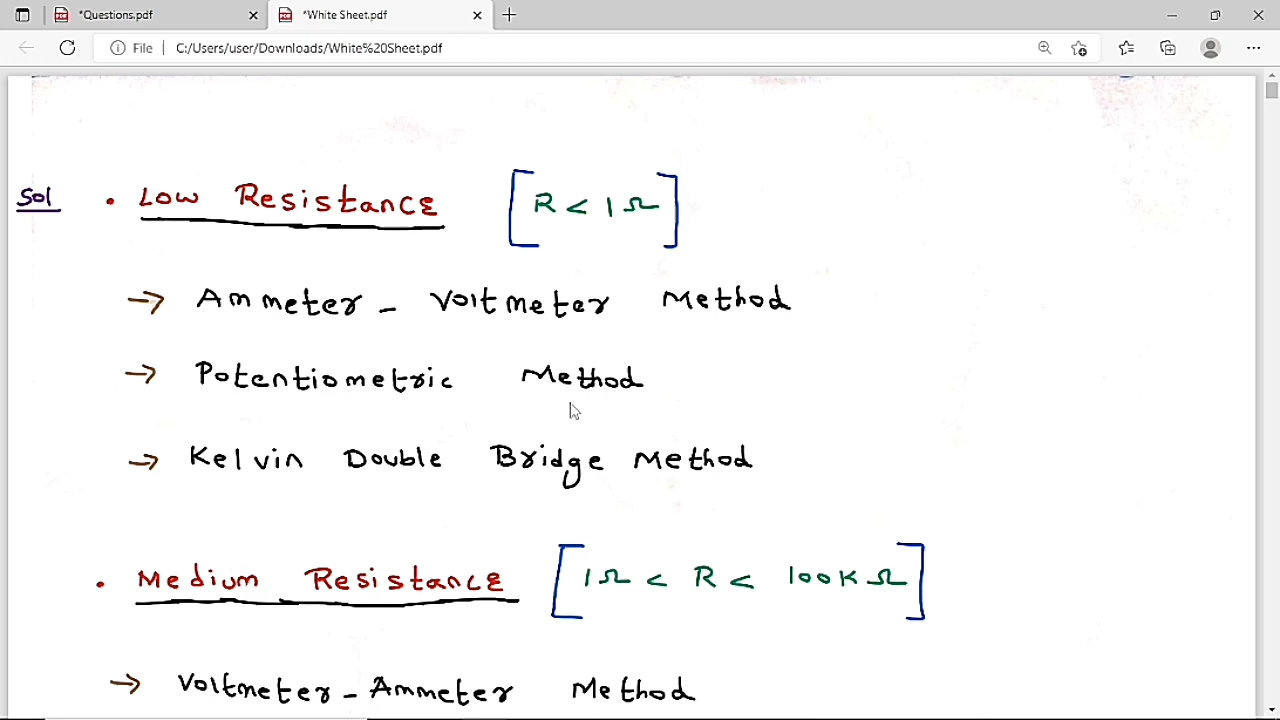 *Questions.pdf
*White Sheet.pdf
File C:/Users/user/Downloads/White%20Sheet.pdf
Sol . Low Resistance [R < 1Ω]
→ Ammeter - Voltmeter Method
→ Potentiometric Method
→ Kelvin Double Bridge Method
. Medium Resistance [1Ω < R < 100KΩ]
→ Voltmeter - Ammeter Method